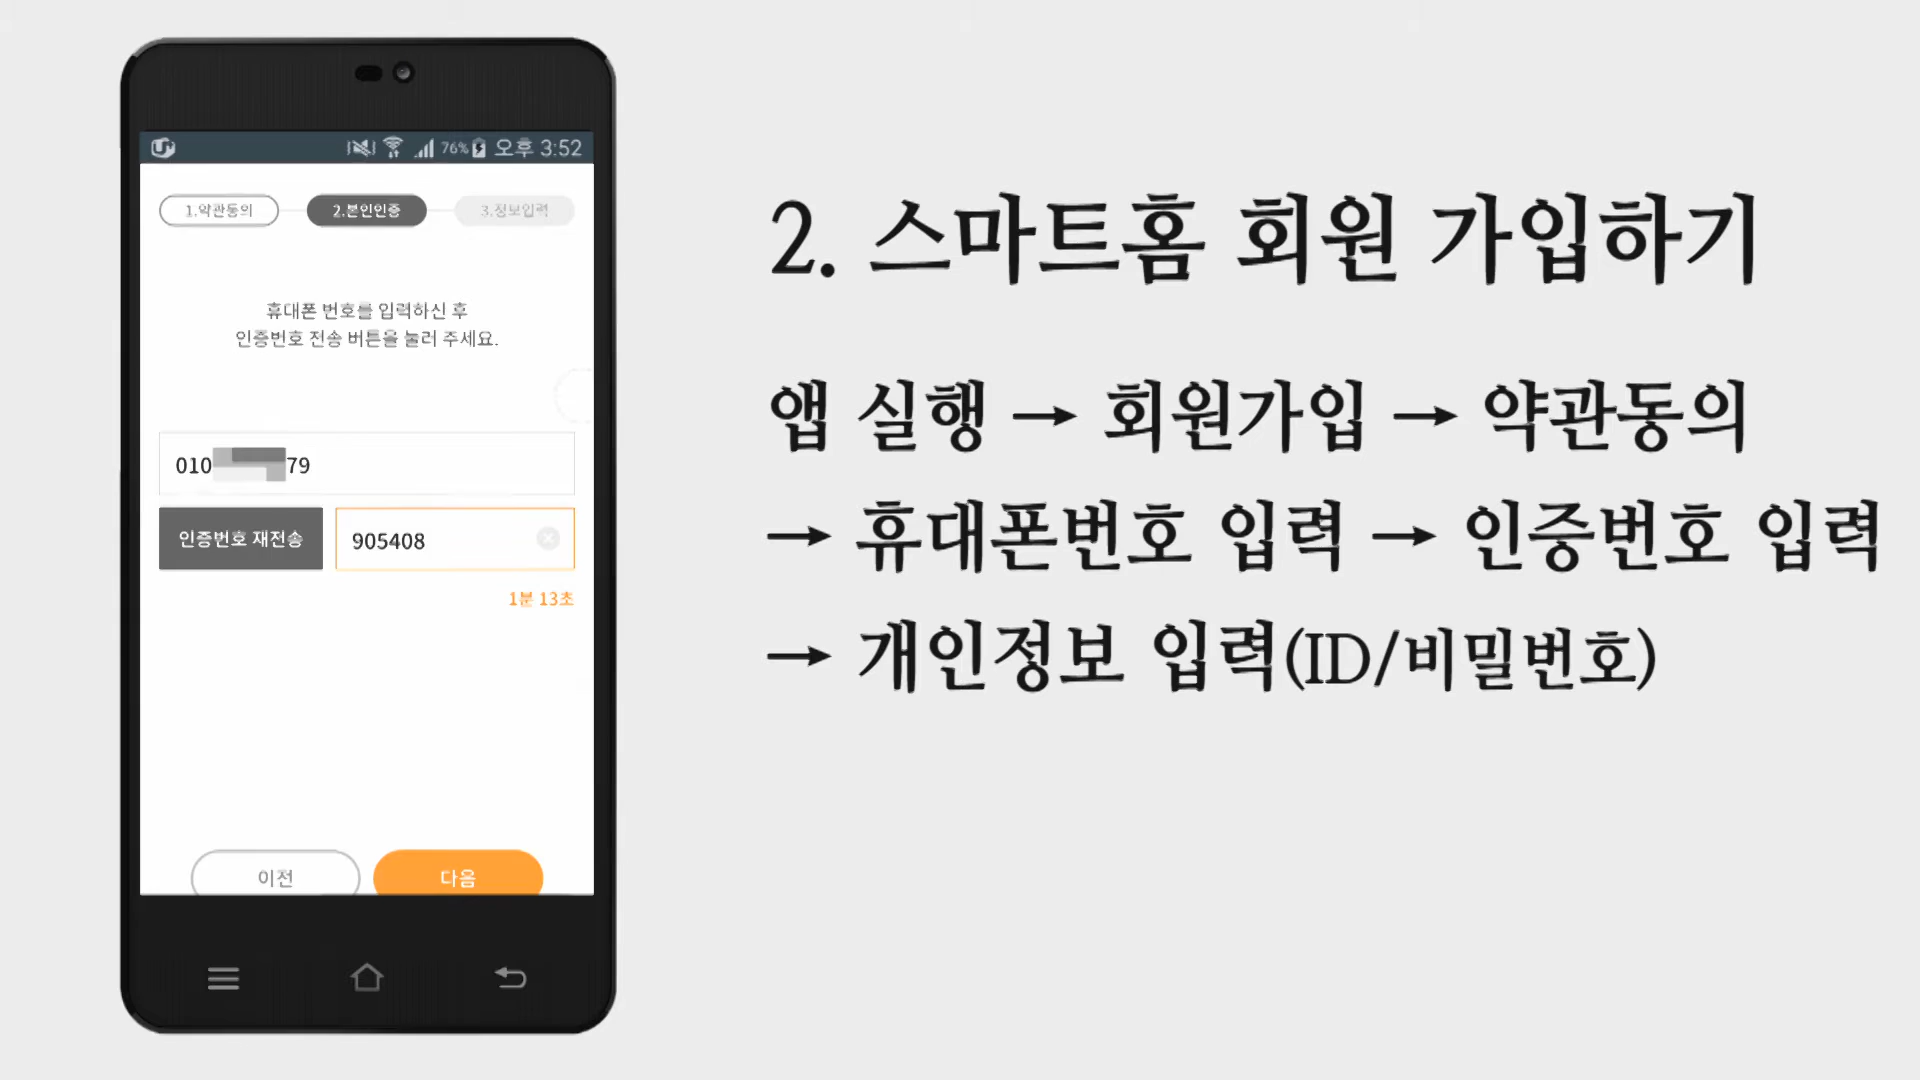 76% 오후 3:52
1.약관동의 2.본인인증 3.정보입력
휴대폰 번호를 입력하신 후
인증번호 전송 버튼을 눌러 주세요.
010 79
인증번호 재전송 905408
1분 13초
이전 다음
2. 스마트홈 회원 가입하기
앱 실행 → 회원가입 → 약관동의
→ 휴대폰번호 입력 → 인증번호 입력
→ 개인정보 입력(ID/비밀번호)